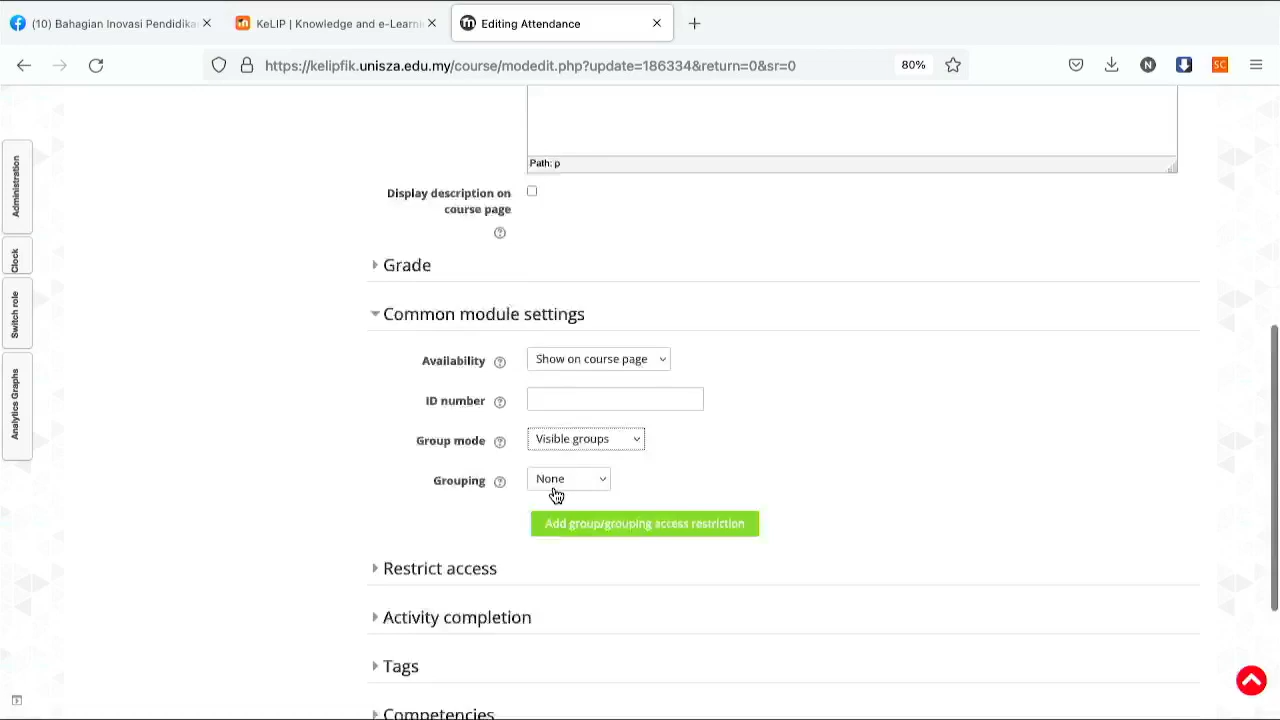 (10) Bahagian Inovasi Pendidika
KeLIP | Knowledge and e-Learni
Editing Attendance
https://kelipfik.unisza.edu.my/course/modedit.php?update=186334&return=0&sr=0
80%
N
SC
Administration
Clock
Switch role
Analytics Graphs
Path: p
Display description on
course page
Grade
Common module settings
Availability
Show on course page
ID number
Group mode
Visible groups
Grouping
None
Add group/grouping access restriction
Restrict access
Activity completion
Tags
Competencies